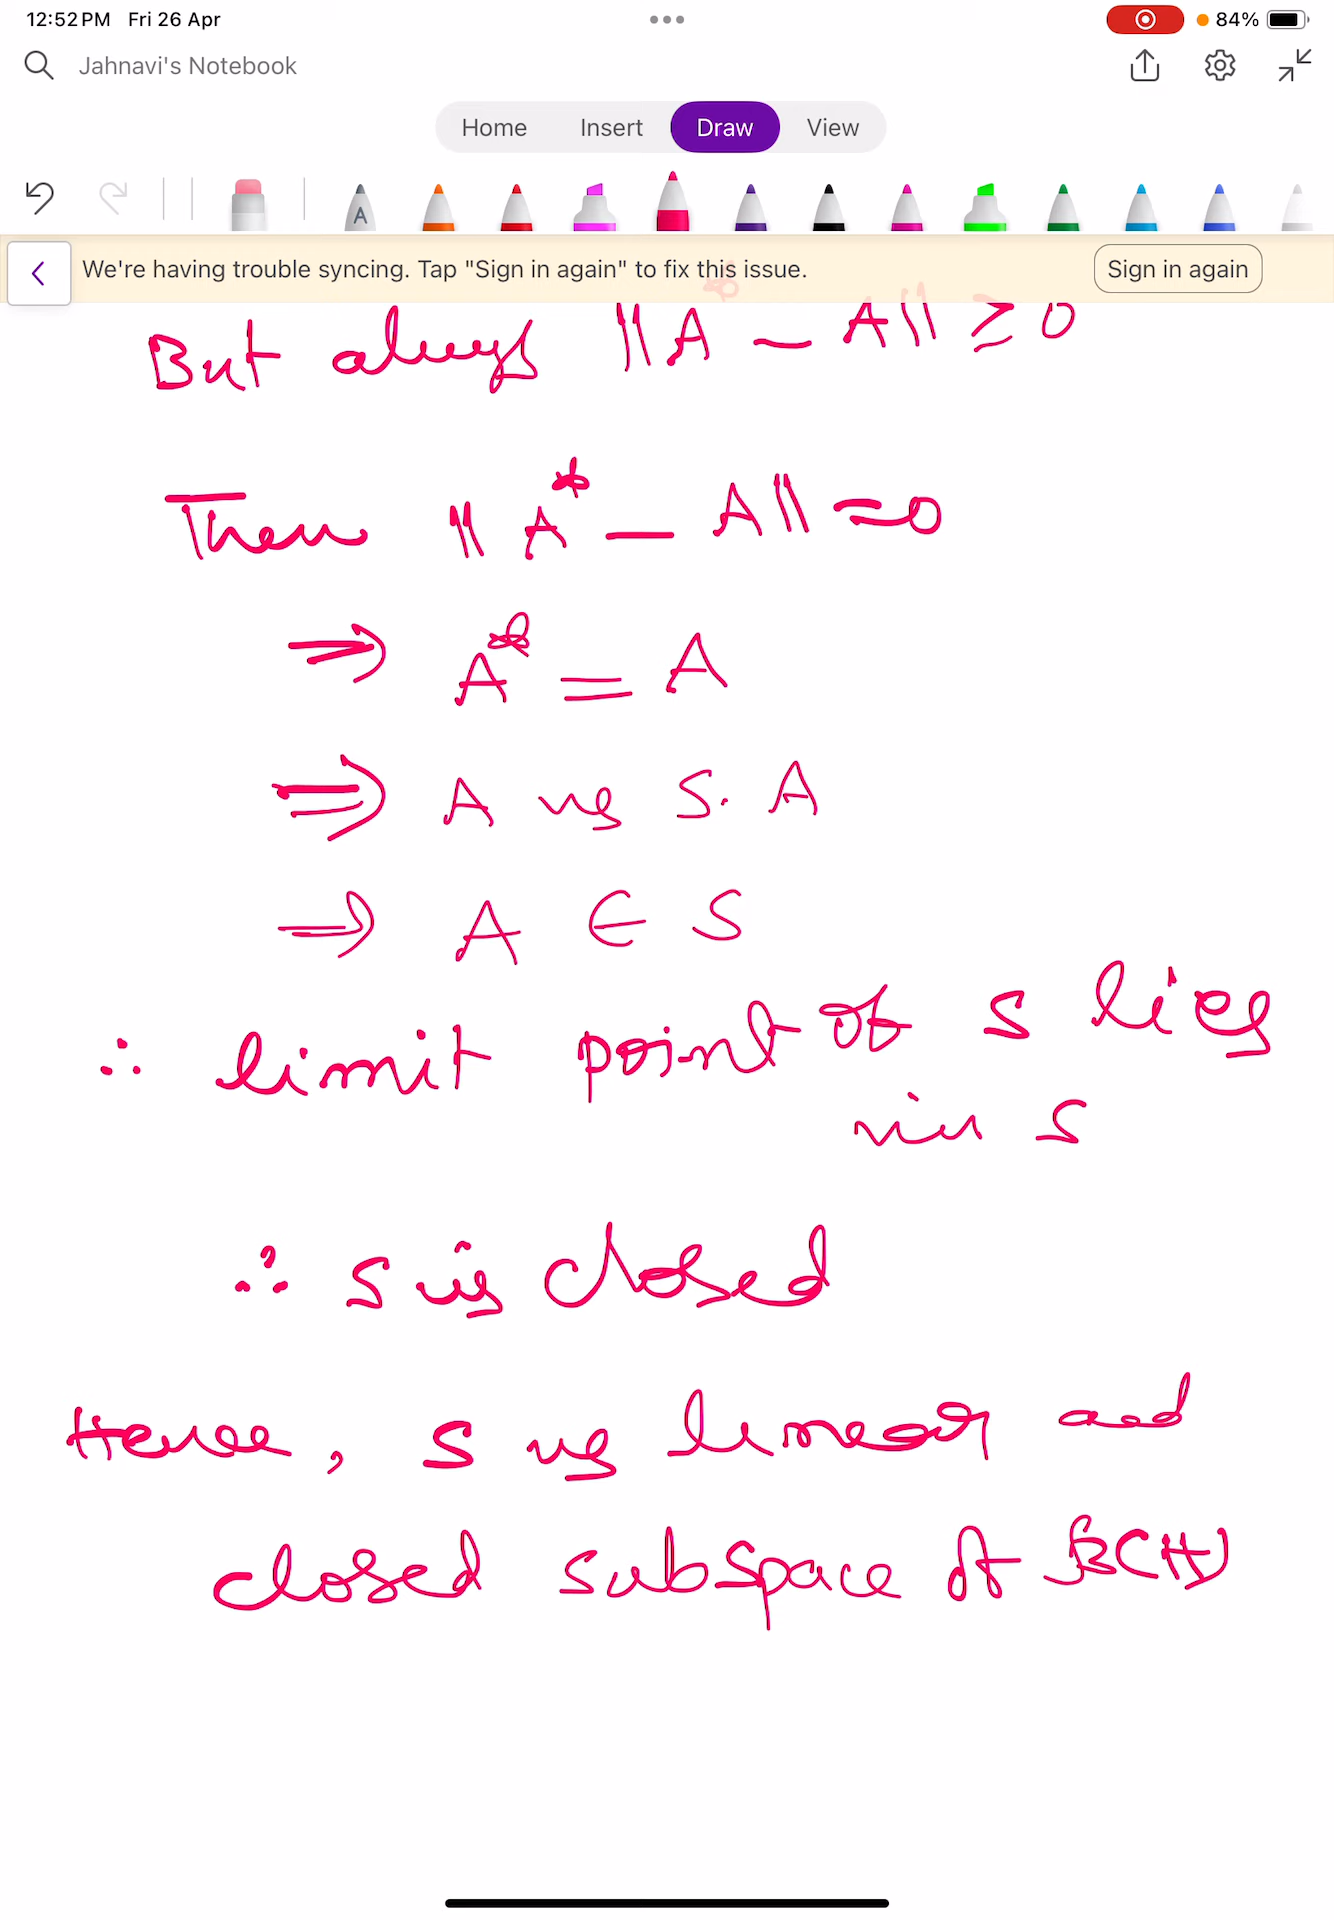 12:52 PM Fri 26 Apr 84%
Jahnavi's Notebook
Home Insert Draw View
A
We're having trouble syncing. Tap "Sign in again" to fix this issue. Sign in again
But always ||A* - A|| ≥ 0
Then ||A* - A|| = 0
⇒ A* = A
⇒ A is S.A
⇒ A ∈ S
∴ limit point of S lies
in S
∴ S is closed
Hence, S is linear and
closed subspace of B(H)